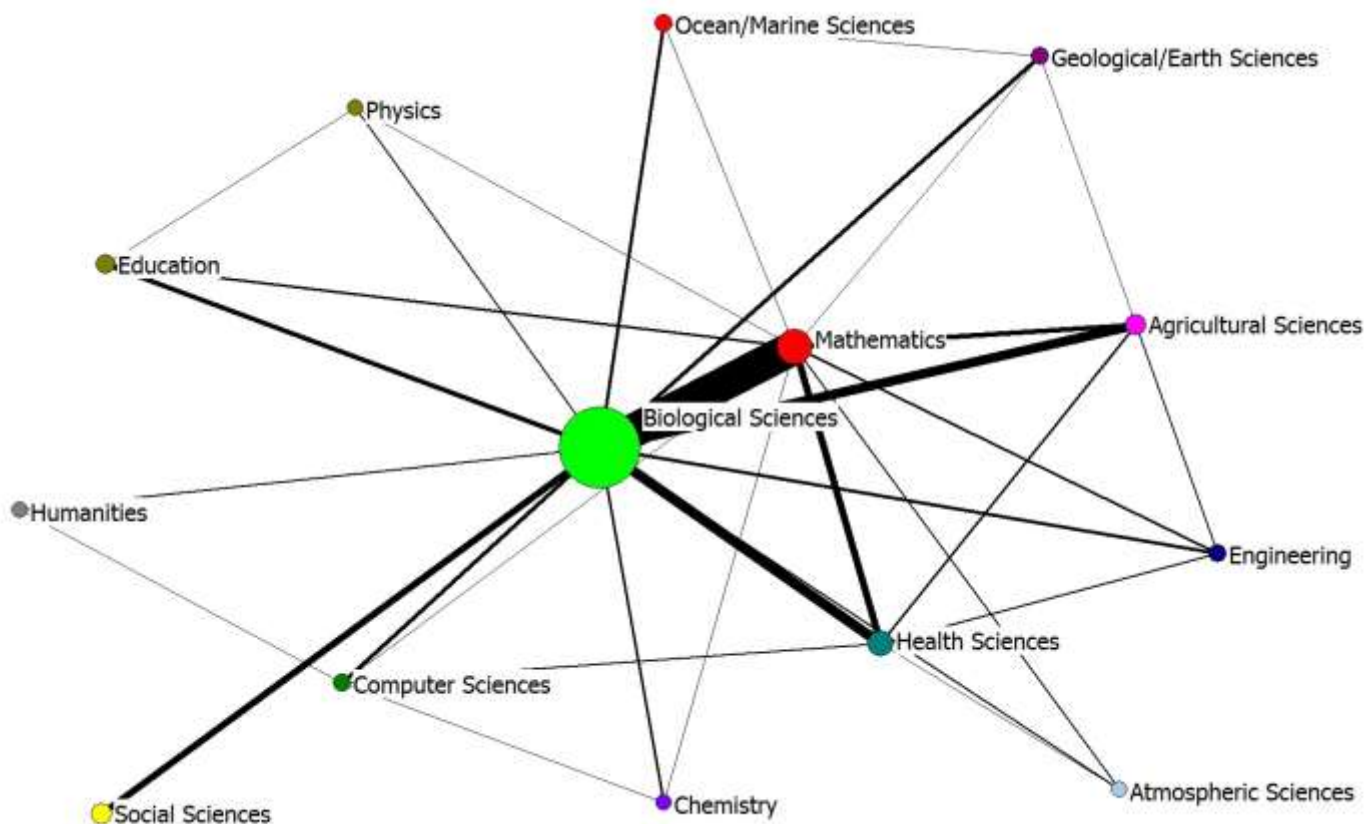 Ocean/Marine Sciences
Geological/Earth Sciences
Physics
Education
Agricultural Sciences
Mathematics
Biological Sciences
Humanities
Engineering
Health Sciences
Computer Sciences
Atmospheric Sciences
Chemistry
Social Sciences